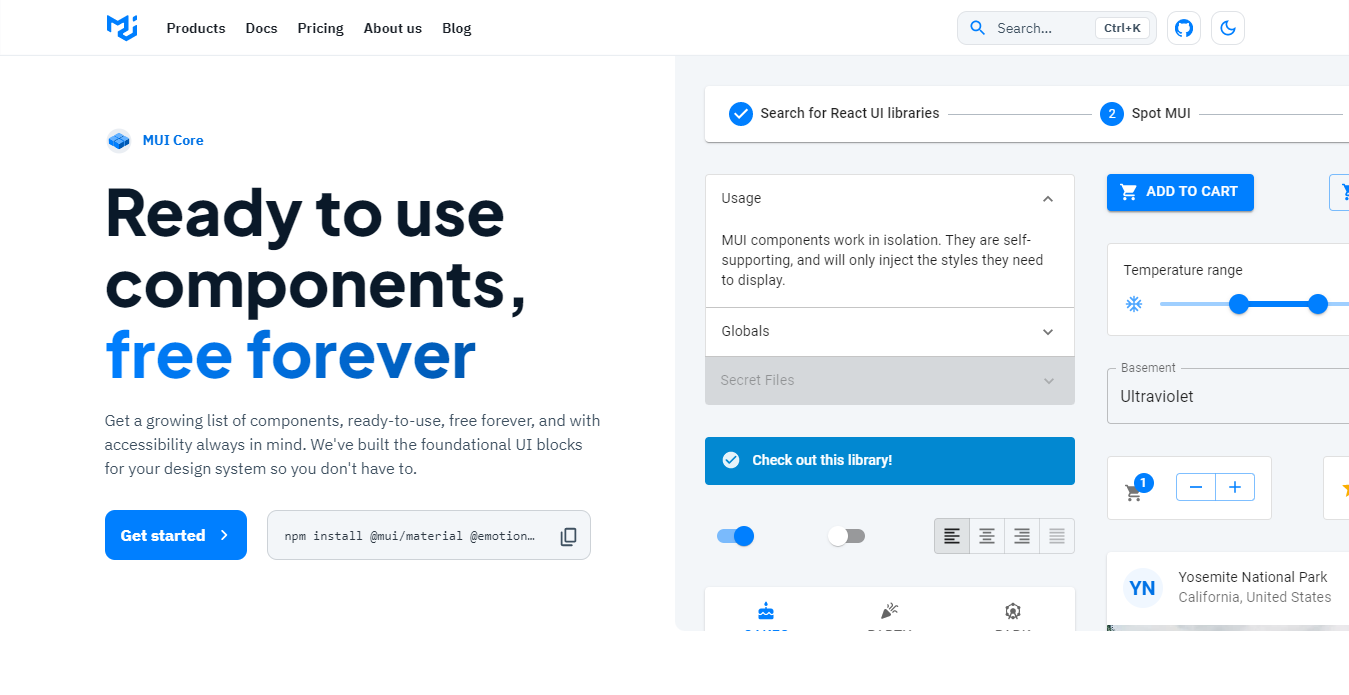 Products Docs Pricing About us Blog
Search… Ctrl+K
MUI Core
Ready to use
components,
free forever
Get a growing list of components, ready-to-use, free forever, and with
accessibility always in mind. We've built the foundational UI blocks
for your design system so you don't have to.
Get started
npm install @mui/material @emotion…
Search for React UI libraries
2 Spot MUI
Usage
MUI components work in isolation. They are self-
supporting, and will only inject the styles they need
to display.
Globals
Secret Files
Check out this library!
ADD TO CART
Temperature range
Basement
Ultraviolet
1
YN
Yosemite National Park
California, United States